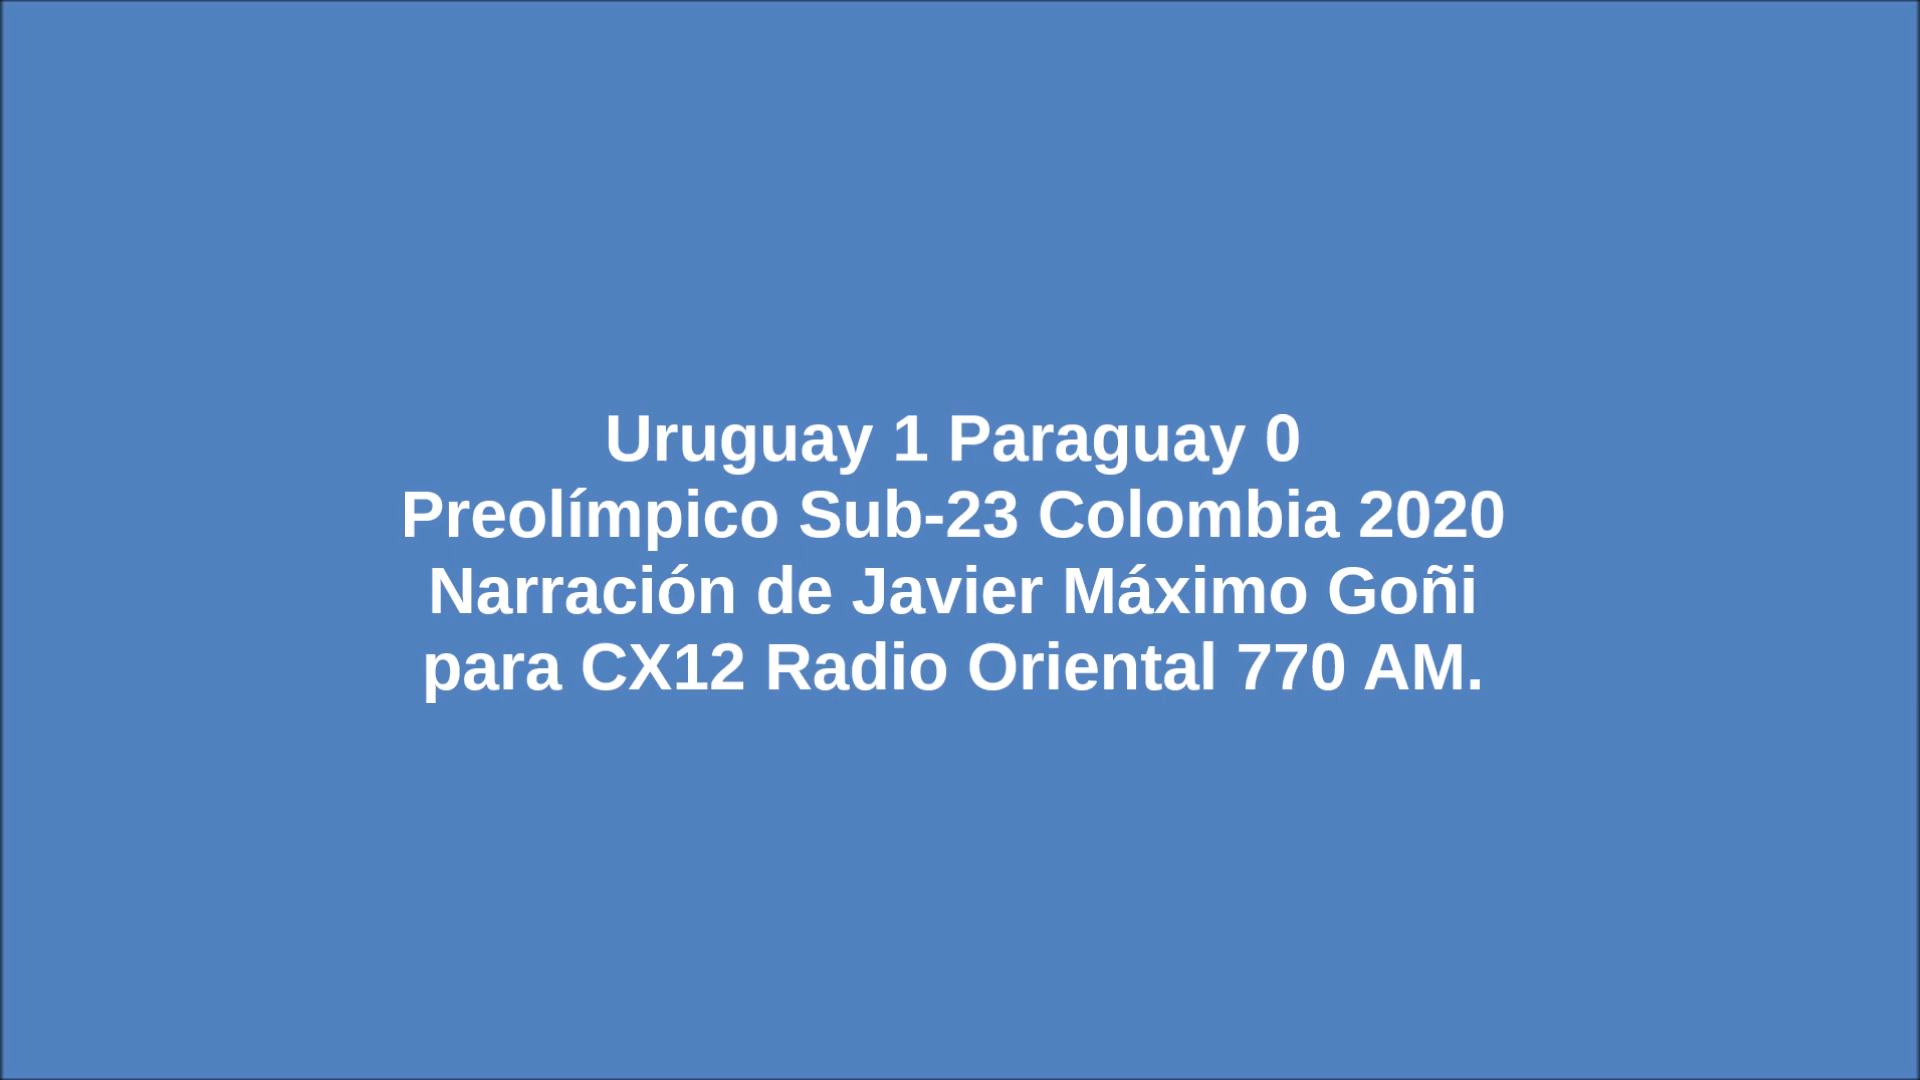 Uruguay 1 Paraguay 0
Preolímpico Sub-23 Colombia 2020
Narración de Javier Máximo Goñi
para CX12 Radio Oriental 770 AM.